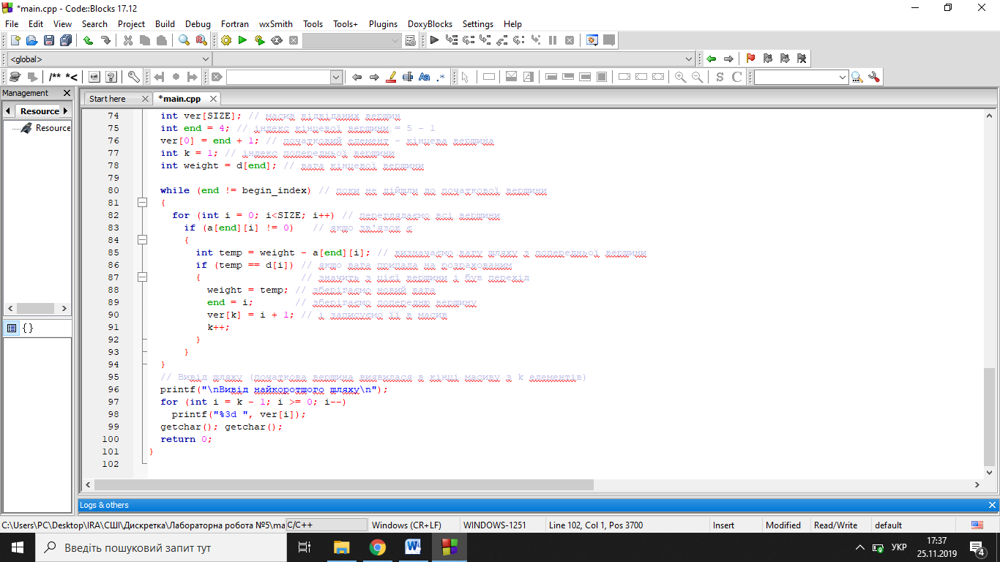 *main.cpp - Code::Blocks 17.12
File Edit View Search Project Build Debug Fortran wxSmith Tools Tools+ Plugins DoxyBlocks Settings Help
<global>
/** *<
Aa .*
S C
Management
Start here *main.cpp
Resource
Resource
{ }
74 int ver[SIZE]; // масив відвіданих вершин
75 int end = 4; // індекс кінцевої вершини = 5 - 1
76 ver[0] = end + 1; // початковий елемент - кінцева вершина
77 int k = 1; // індекс попередньої вершини
78 int weight = d[end]; // вага кінцевої вершини
79
80 while (end != begin_index) // поки не дійшли до початкової вершини
81 {
82 for (int i = 0; i<SIZE; i++) // переглядаємо всі вершини
83 if (a[end][i] != 0) // якщо зв'язок є
84 {
85 int temp = weight - a[end][i]; // визначаємо вагу шляху з попередньої вершини
86 if (temp == d[i]) // якщо вага припала на розрахованим
87 { // значить з цієї вершини і був перехід
88 weight = temp; // зберігаємо новий вага
89 end = i; // зберігаємо попередню вершину
90 ver[k] = i + 1; // і записуємо її в масив
91 k++;
92 }
93 }
94 }
95 // Вивід шляху (початкова вершина виявилася в кінці масиву з k елементів)
96 printf("\nВивід найкоротшого шляху\n");
97 for (int i = k - 1; i >= 0; i--)
98 printf("%3d ", ver[i]);
99 getchar(); getchar();
100 return 0;
101 }
102
Logs & others
C:\Users\PC\Desktop\IRA\СШІ\Дискретка\Лабораторна робота №5\ma C/C++ Windows (CR+LF) WINDOWS-1251 Line 102, Col 1, Pos 3700 Insert Modified Read/Write default
Введіть пошуковий запит тут
УКР
17:37
25.11.2019
4